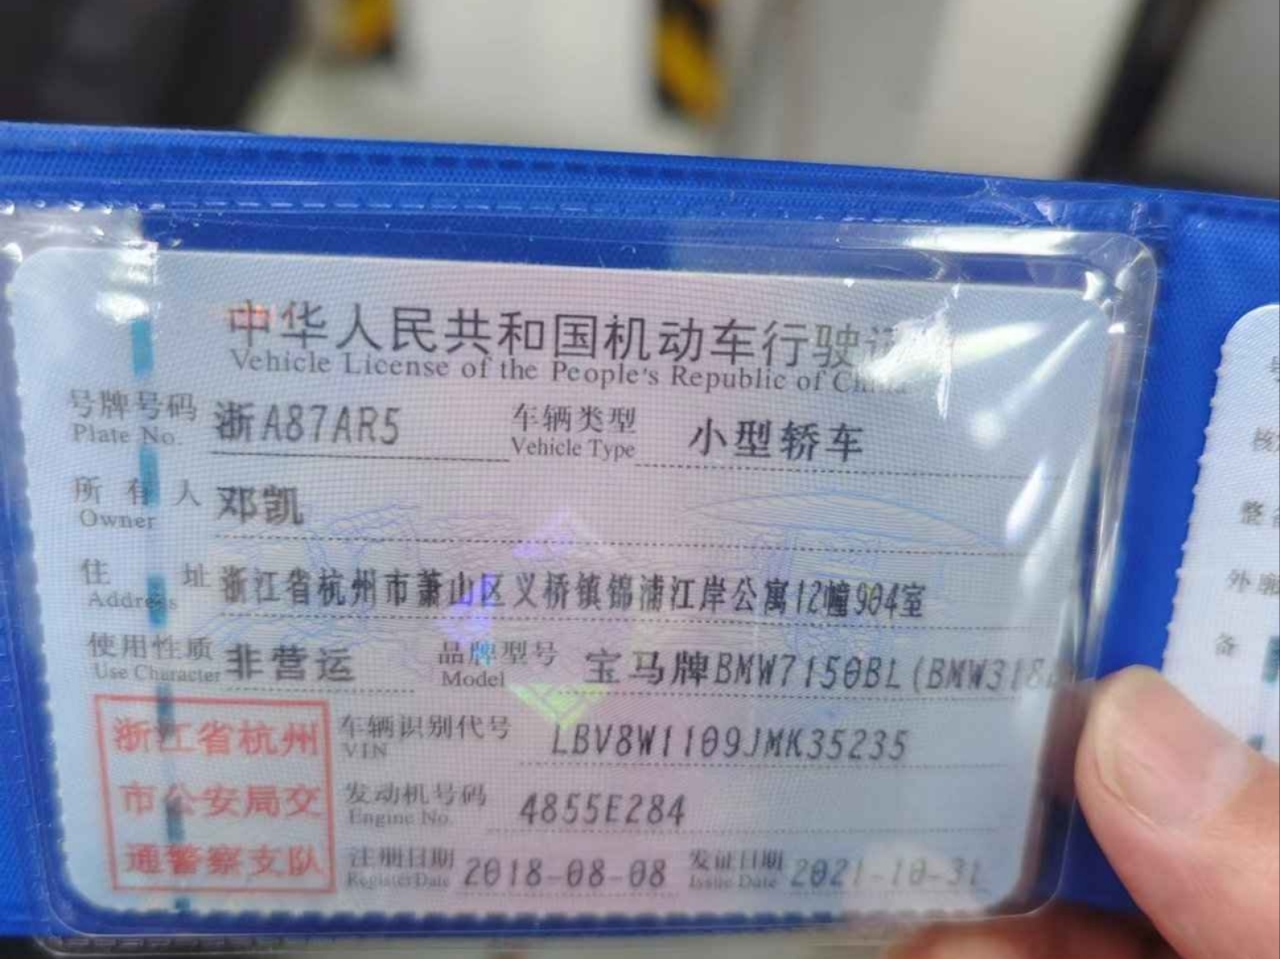 中华人民共和国机动车行驶
Vehicle License of the People's Republic of China
号牌号码 浙A87AR5 车辆类型 小型轿车
Plate No. Vehicle Type
所有人 邓凯
Owner
住址 浙江省杭州市萧山区义桥镇锦浦江岸公寓12幢904室
Address
使用性质 非营运 品牌型号 宝马牌BMW7150BL(BMW318
Use Character Model
浙江省杭州 车辆识别代号 LBV8W1109JMK35235
VIN
市公安局交 发动机号码 4855E284
Engine No.
通警察支队 注册日期 2018-08-08 发证日期 2021-10-31
Register Date Issue Date
核
整
外廓
备